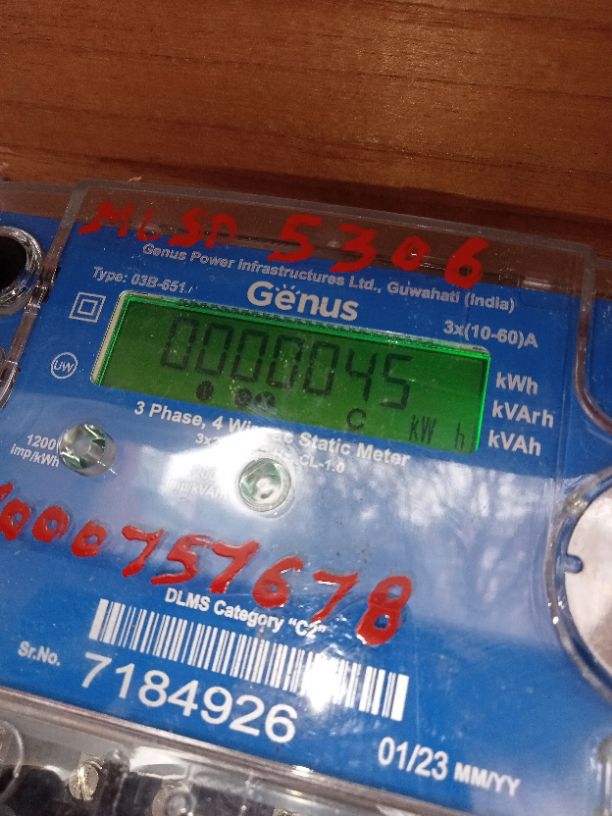 MLSP 5306
Genus Power Infrastructures Ltd., Guwahati (India)
Type: 03B-651
Genus
3x(10-60)A
0000045
C kW h
kWh
kVArh
kVAh
UW
3 Phase, 4 Static Meter
CL-1.0
1200
imp/kWh
000757678
DLMS Category "C2"
Sr.No. 7184926
01/23 MM/YY